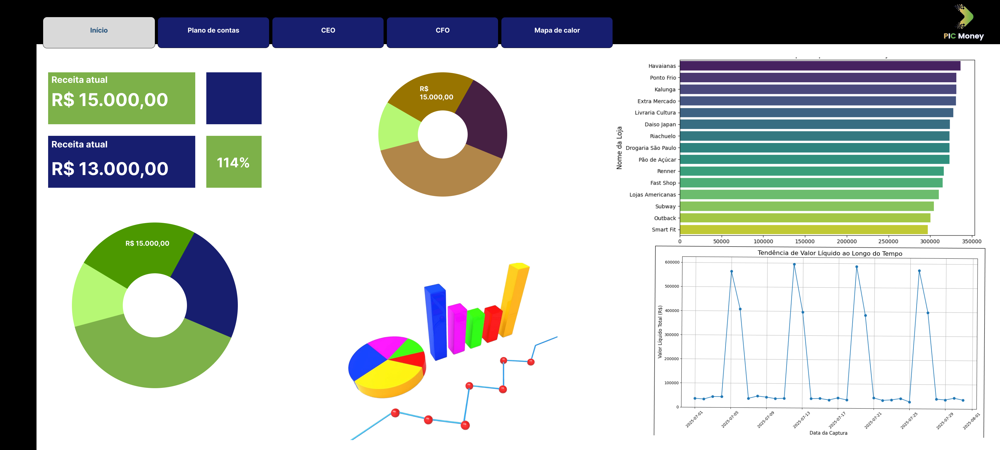 Início
Plano de contas
CEO
CFO
Mapa de calor
PIC Money
Receita atual
R$ 15.000,00
Receita atual
R$ 13.000,00
114%
R$
15.000,00
R$ 15.000,00
Nome da Loja
Havaianas
Ponto Frio
Kalunga
Extra Mercado
Livraria Cultura
Daiso Japan
Riachuelo
Drogaria São Paulo
Pão de Açúcar
Renner
Fast Shop
Lojas Americanas
Subway
Outback
Smart Fit
0 50000 100000 150000 200000 250000 300000 350000
Tendência de Valor Líquido ao Longo do Tempo
Valor Líquido Total (R$)
600000
500000
400000
300000
200000
100000
0
2025-07-01 2025-07-05 2025-07-09 2025-07-13 2025-07-17 2025-07-21 2025-07-25 2025-07-29 2025-08-01
Data da Captura